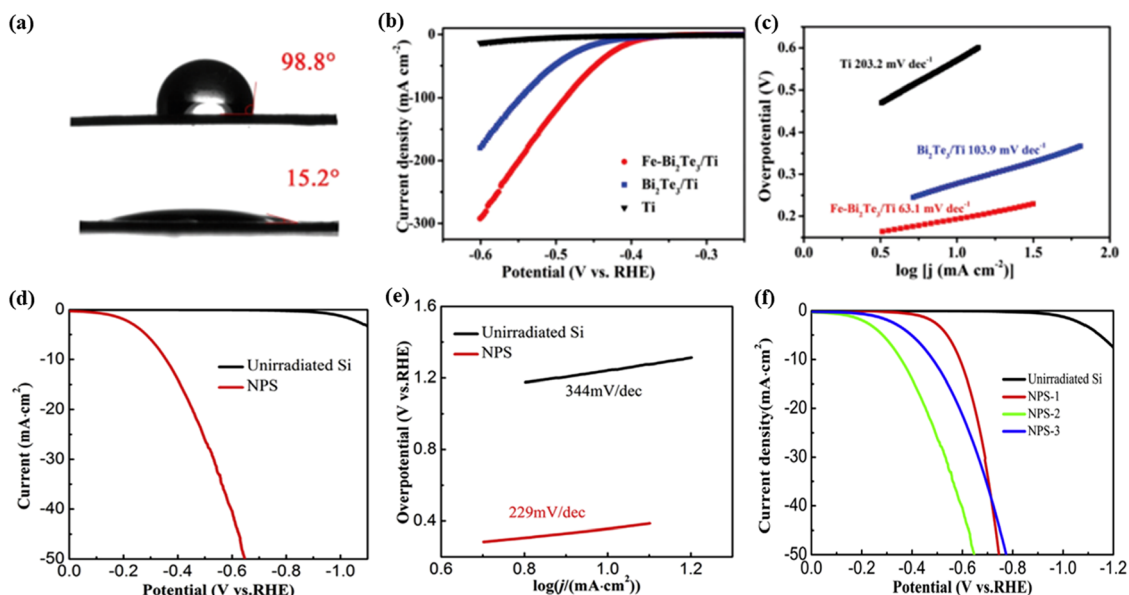 (a)
98.8°
15.2°
(b)
0
-50
-100
-150
-200
-250
-300
Current density (mA cm⁻²)
Fe-Bi₂Te₃/Ti
Bi₂Te₃/Ti
Ti
-0.6
-0.5
-0.4
-0.3
Potential (V vs. RHE)
(c)
0.6
0.5
0.4
0.3
0.2
Overpotential (V)
Ti 203.2 mV dec⁻¹
Bi₂Te₃/Ti 103.9 mV dec⁻¹
Fe-Bi₂Te₃/Ti 63.1 mV dec⁻¹
0.0
0.5
1.0
1.5
2.0
log [j (mA cm⁻²)]
(d)
0
-10
-20
-30
-40
-50
Current (mA·cm²)
Unirradiated Si
NPS
0.0
-0.2
-0.4
-0.6
-0.8
-1.0
Potential (V vs.RHE)
(e)
1.6
1.2
0.8
0.4
Overpotential (V vs.RHE)
Unirradiated Si
NPS
344mV/dec
229mV/dec
0.8
1.0
1.2
log(j/(mA·cm²))
(f)
0
-10
-20
-30
-40
-50
Current density(mA·cm²)
Unirradiated Si
NPS-1
NPS-2
NPS-3
0.0
-0.2
-0.4
-0.6
-0.8
-1.0
-1.2
Potential (V vs.RHE)